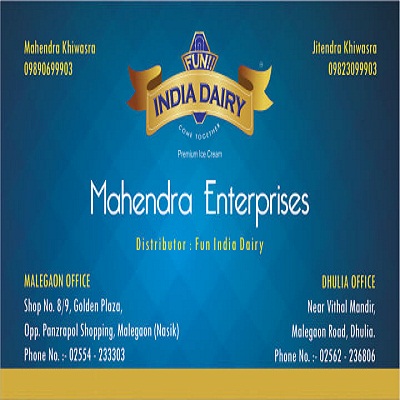 Mahendra Khiwasra
09890699903
Jitendra Khiwasra
09823099903
FUN!!
INDIA DAIRY
®
COME TOGETHER
Premium Ice Cream
Mahendra Enterprises
Distributor : Fun India Dairy
MALEGAON OFFICE
Shop No. 8/9, Golden Plaza,
Opp. Panzrapol Shopping, Malegaon (Nasik)
Phone No. :- 02554 - 233303
DHULIA OFFICE
Near Vithal Mandir,
Malegaon Road, Dhulia.
Phone No. :- 02562 - 236806